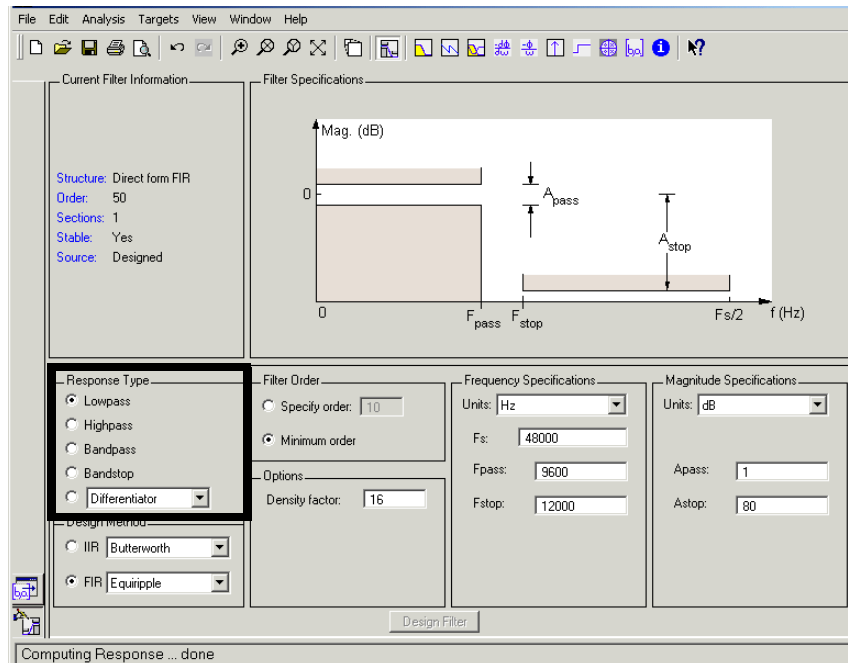 File Edit Analysis Targets View Window Help
Current Filter Information
Structure: Direct form FIR
Order: 50
Sections: 1
Stable: Yes
Source: Designed
Filter Specifications
Mag. (dB)
0
A pass
A stop
0
F pass
F stop
Fs/2
f (Hz)
Response Type
Lowpass
Highpass
Bandpass
Bandstop
Differentiator
Design Method
IIR Butterworth
FIR Equiripple
Filter Order
Specify order: 10
Minimum order
Options
Density factor: 16
Frequency Specifications
Units: Hz
Fs: 48000
Fpass: 9600
Fstop: 12000
Magnitude Specifications
Units: dB
Apass: 1
Astop: 80
Design Filter
Computing Response ... done